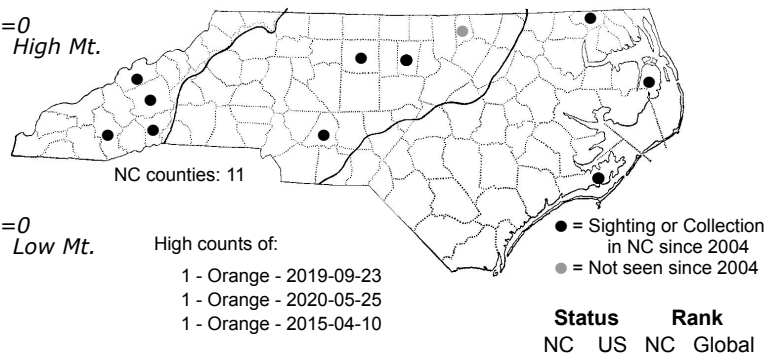 =0
High Mt.
NC counties: 11
=0
Low Mt.
High counts of:
1 - Orange - 2019-09-23
1 - Orange - 2020-05-25
1 - Orange - 2015-04-10
= Sighting or Collection
in NC since 2004
= Not seen since 2004
Status Rank
NC US NC Global